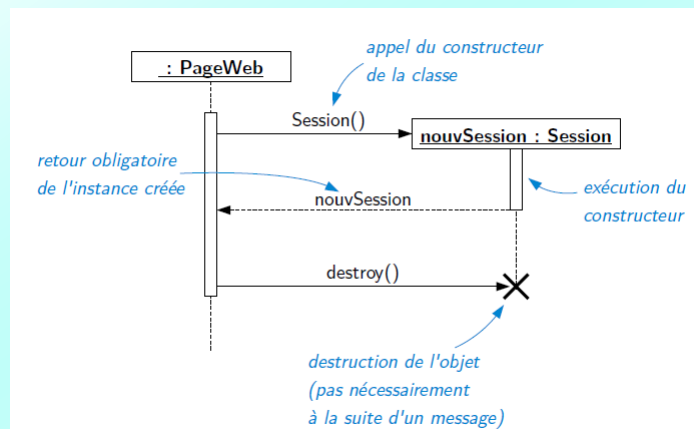 appel du constructeur
de la classe
: PageWeb
Session()
nouvSession : Session
retour obligatoire
de l'instance créée
nouvSession
exécution du
constructeur
destroy()
destruction de l'objet
(pas nécessairement
à la suite d'un message)